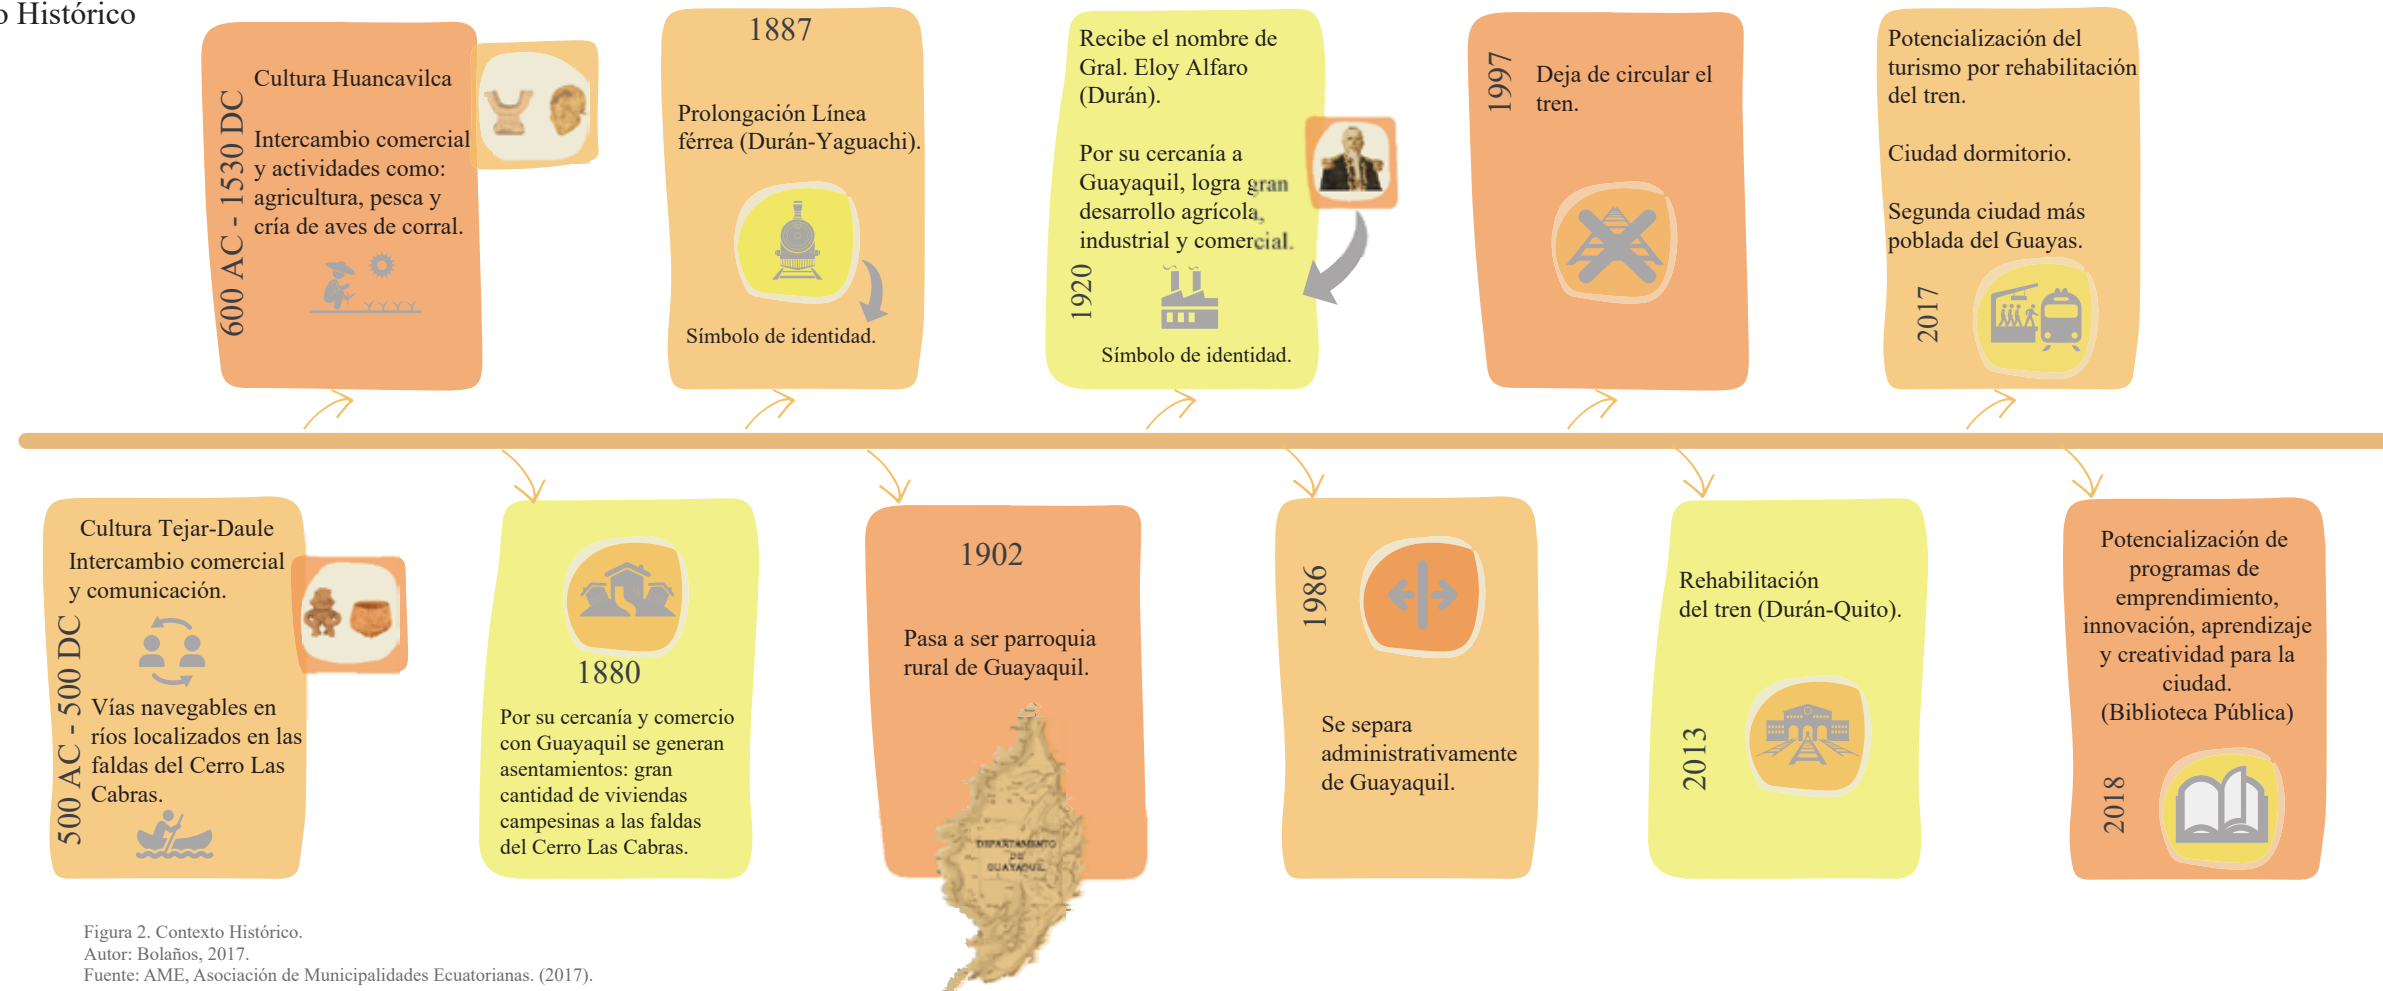 o Histórico
600 AC - 1530 DC
Cultura Huancavilca
Intercambio comercial
y actividades como:
agricultura, pesca y
cría de aves de corral.
1887
Prolongación Línea
férrea (Durán-Yaguachi).
Símbolo de identidad.
Recibe el nombre de
Gral. Eloy Alfaro
(Durán).
Por su cercanía a
Guayaquil, logra gran
desarrollo agrícola,
industrial y comercial.
1920
Símbolo de identidad.
1997
Deja de circular el
tren.
Potencialización del
turismo por rehabilitación
del tren.
Ciudad dormitorio.
Segunda ciudad más
poblada del Guayas.
2017
Cultura Tejar-Daule
Intercambio comercial
y comunicación.
500 AC - 500 DC
Vías navegables en
ríos localizados en las
faldas del Cerro Las
Cabras.
1880
Por su cercanía y comercio
con Guayaquil se generan
asentamientos: gran
cantidad de viviendas
campesinas a las faldas
del Cerro Las Cabras.
1902
Pasa a ser parroquia
rural de Guayaquil.
DEPARTAMENTO
DE
GUAYAQUIL
1986
Se separa
administrativamente
de Guayaquil.
Rehabilitación
del tren (Durán-Quito).
2013
Potencialización de
programas de
emprendimiento,
innovación, aprendizaje
y creatividad para la
ciudad.
(Biblioteca Pública)
2018
Figura 2. Contexto Histórico.
Autor: Bolaños, 2017.
Fuente: AME, Asociación de Municipalidades Ecuatorianas. (2017).